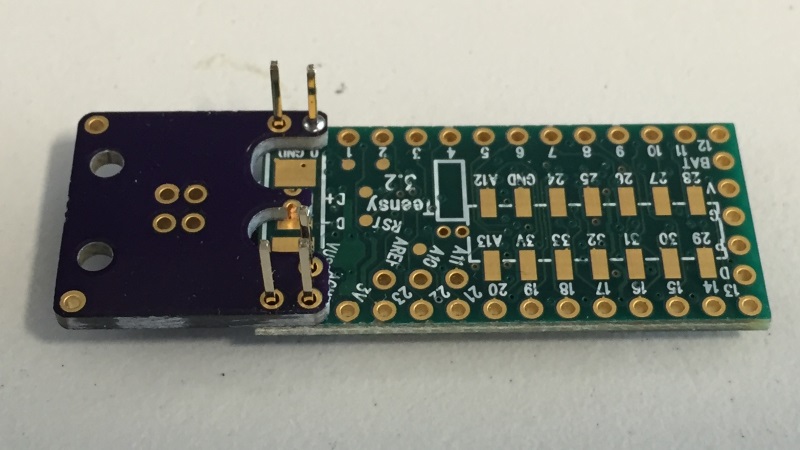 0 GND
1 2 3 4 5 6 7 8 9 10 11 12
BAT
3.2
Teensy
A12 GND 24 25 26 27 28
V
G
P
D
D+
D
RST
AREF
A10
A11
A13 3V 33 32 31 30 29
3V 23 22 21 20 19 18 17 16 15 14 13